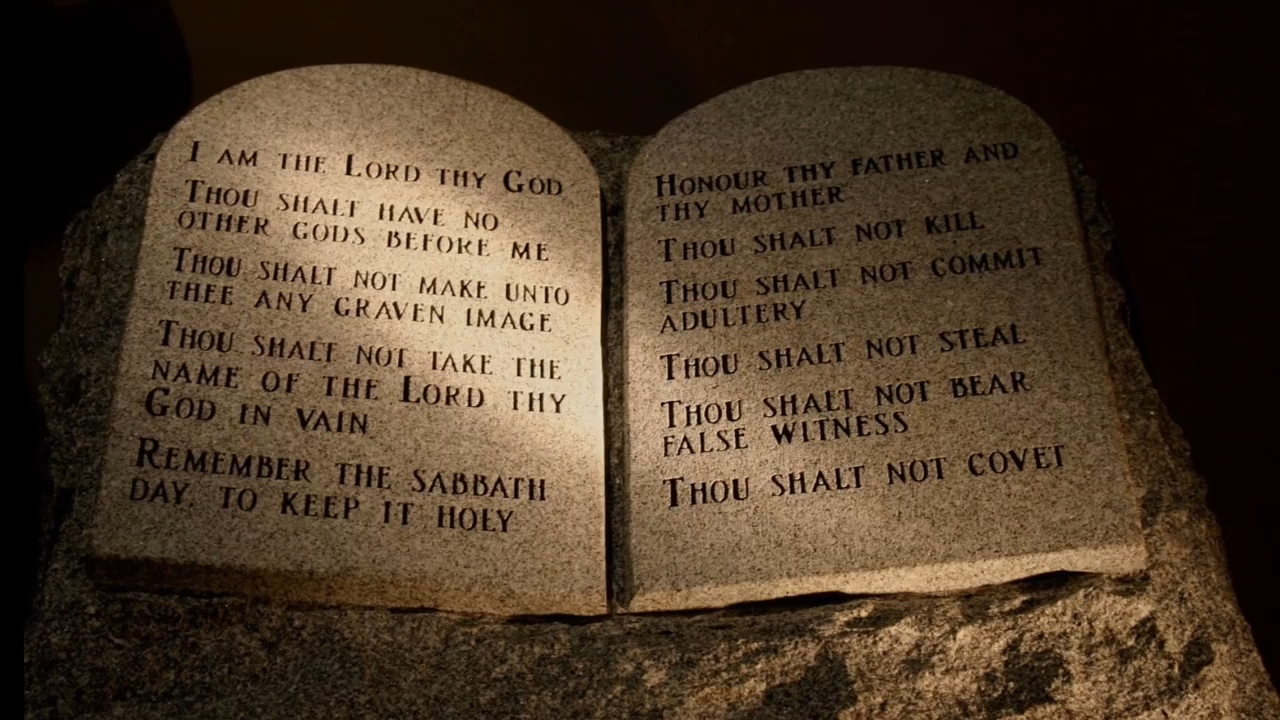 I AM THE LORD THY GOD
THOU SHALT HAVE NO
OTHER GODS BEFORE ME
THOU SHALT NOT MAKE UNTO
THEE ANY GRAVEN IMAGE
THOU SHALT NOT TAKE THE
NAME OF THE LORD THY
GOD IN VAIN
REMEMBER THE SABBATH
DAY, TO KEEP IT HOLY
HONOUR THY FATHER AND
THY MOTHER
THOU SHALT NOT KILL
THOU SHALT NOT COMMIT
ADULTERY
THOU SHALT NOT STEAL
THOU SHALT NOT BEAR
FALSE WITNESS
THOU SHALT NOT COVET